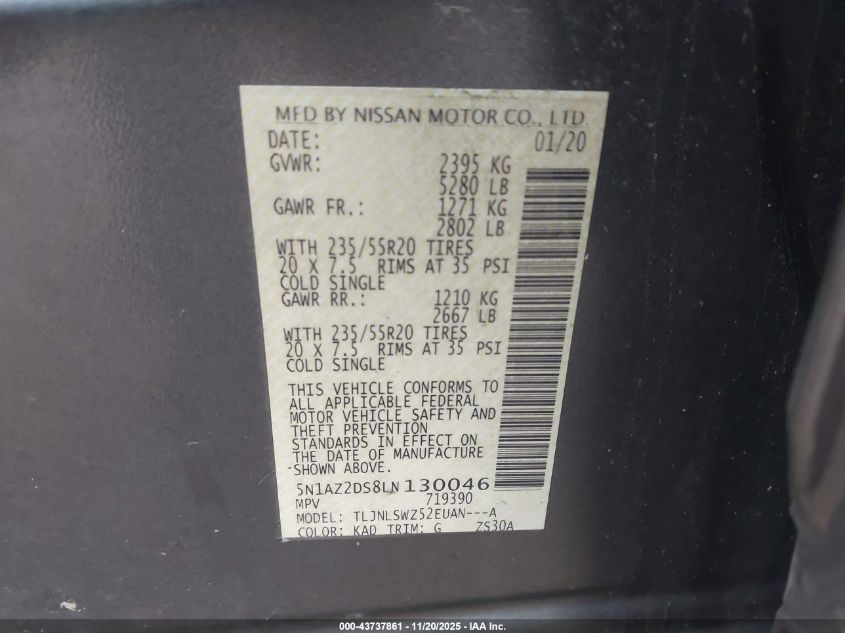 MFD BY NISSAN MOTOR CO., LTD.
DATE: 01/20
GVWR: 2395 KG
5280 LB
GAWR FR.: 1271 KG
2802 LB
WITH 235/55R20 TIRES
20 X 7.5 RIMS AT 35 PSI
COLD SINGLE
GAWR RR.: 1210 KG
2667 LB
WITH 235/55R20 TIRES
20 X 7.5 RIMS AT 35 PSI
COLD SINGLE
THIS VEHICLE CONFORMS TO
ALL APPLICABLE FEDERAL
MOTOR VEHICLE SAFETY AND
THEFT PREVENTION
STANDARDS IN EFFECT ON
THE DATE OF MANUFACTURE
SHOWN ABOVE.
5N1AZ2DS8LN130046
MPV 719390
MODEL: TLJNLSWZ52EUAN---A
COLOR: KAD TRIM: G ZS30A
000-43737861 - 11/20/2025 - IAA Inc.